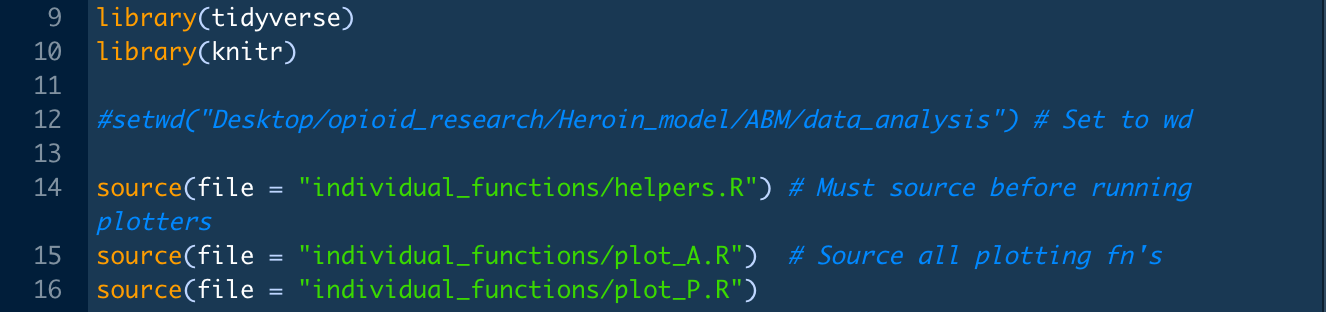 9 library(tidyverse)
10 library(knitr)
11
12 #setwd("Desktop/opioid_research/Heroin_model/ABM/data_analysis") # Set to wd
13
14 source(file = "individual_functions/helpers.R") # Must source before running
plotters
15 source(file = "individual_functions/plot_A.R")  # Source all plotting fn's
16 source(file = "individual_functions/plot_P.R")